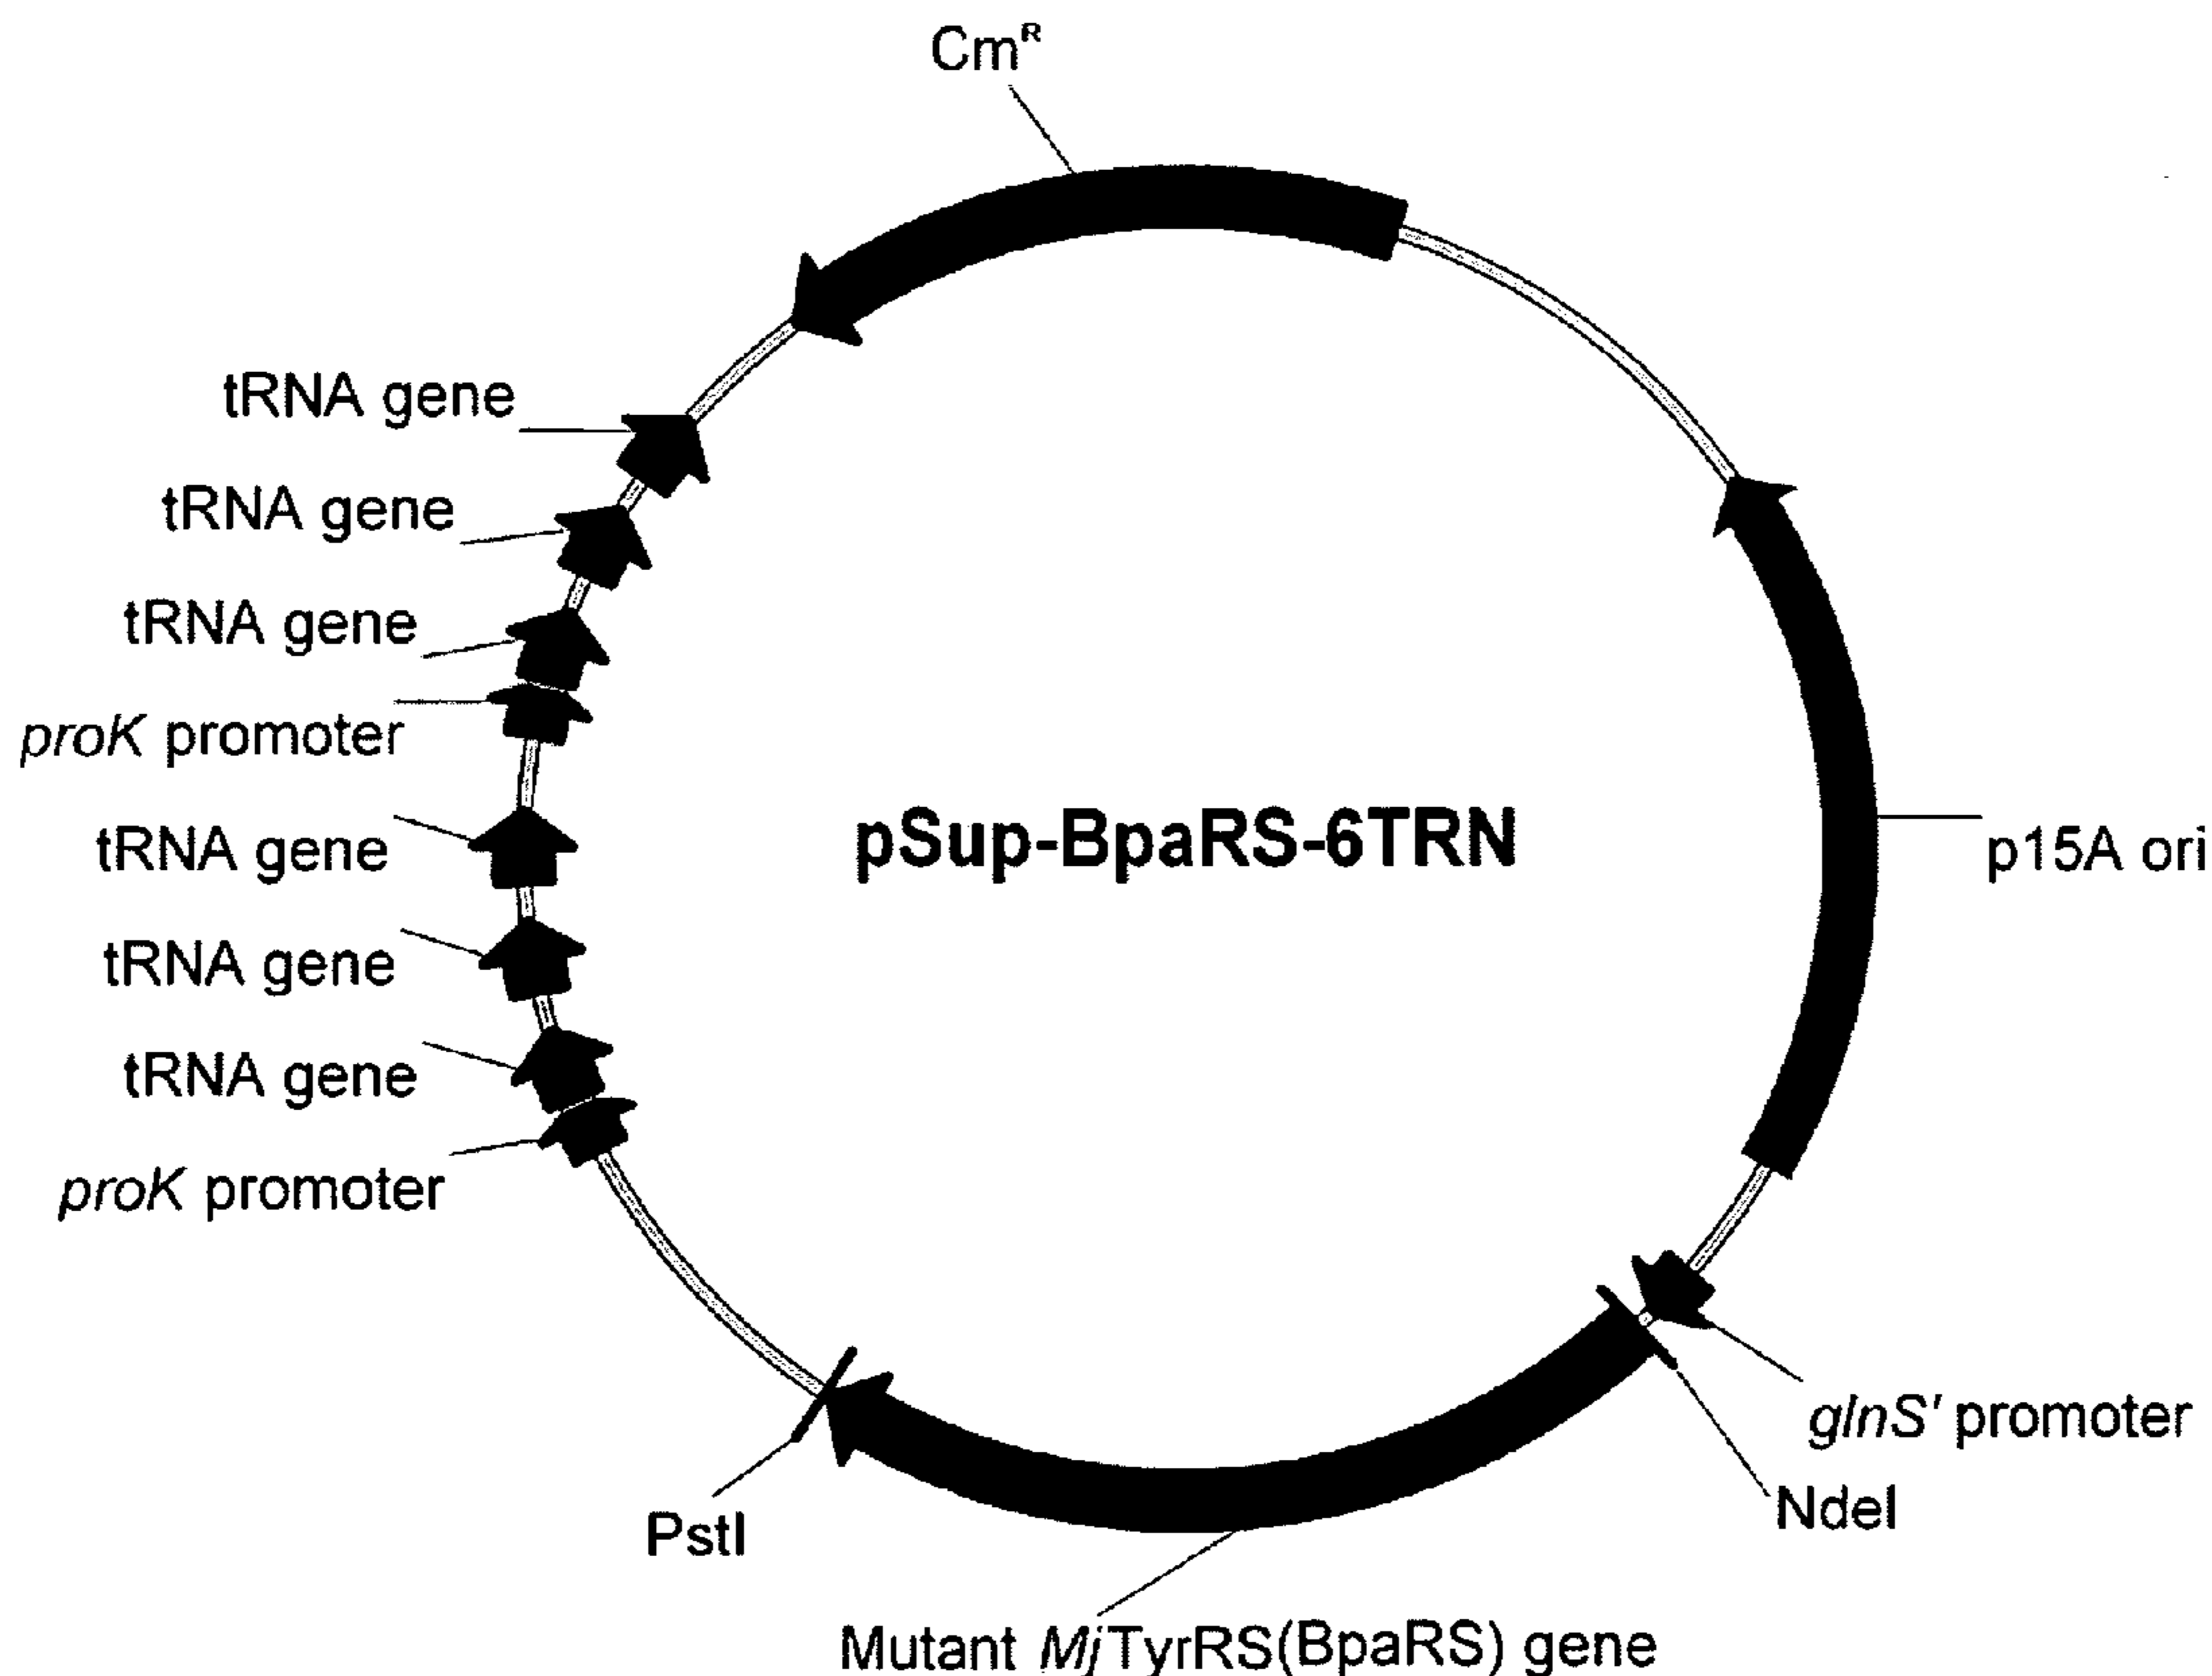 Cmᴿ
tRNA gene
tRNA gene
tRNA gene
proK promoter
pSup-BpaRS-6TRN
tRNA gene
p15A ori
tRNA gene
tRNA gene
proK promoter
glnS' promoter
NdeI
PstI
Mutant MjTyrRS(BpaRS) gene